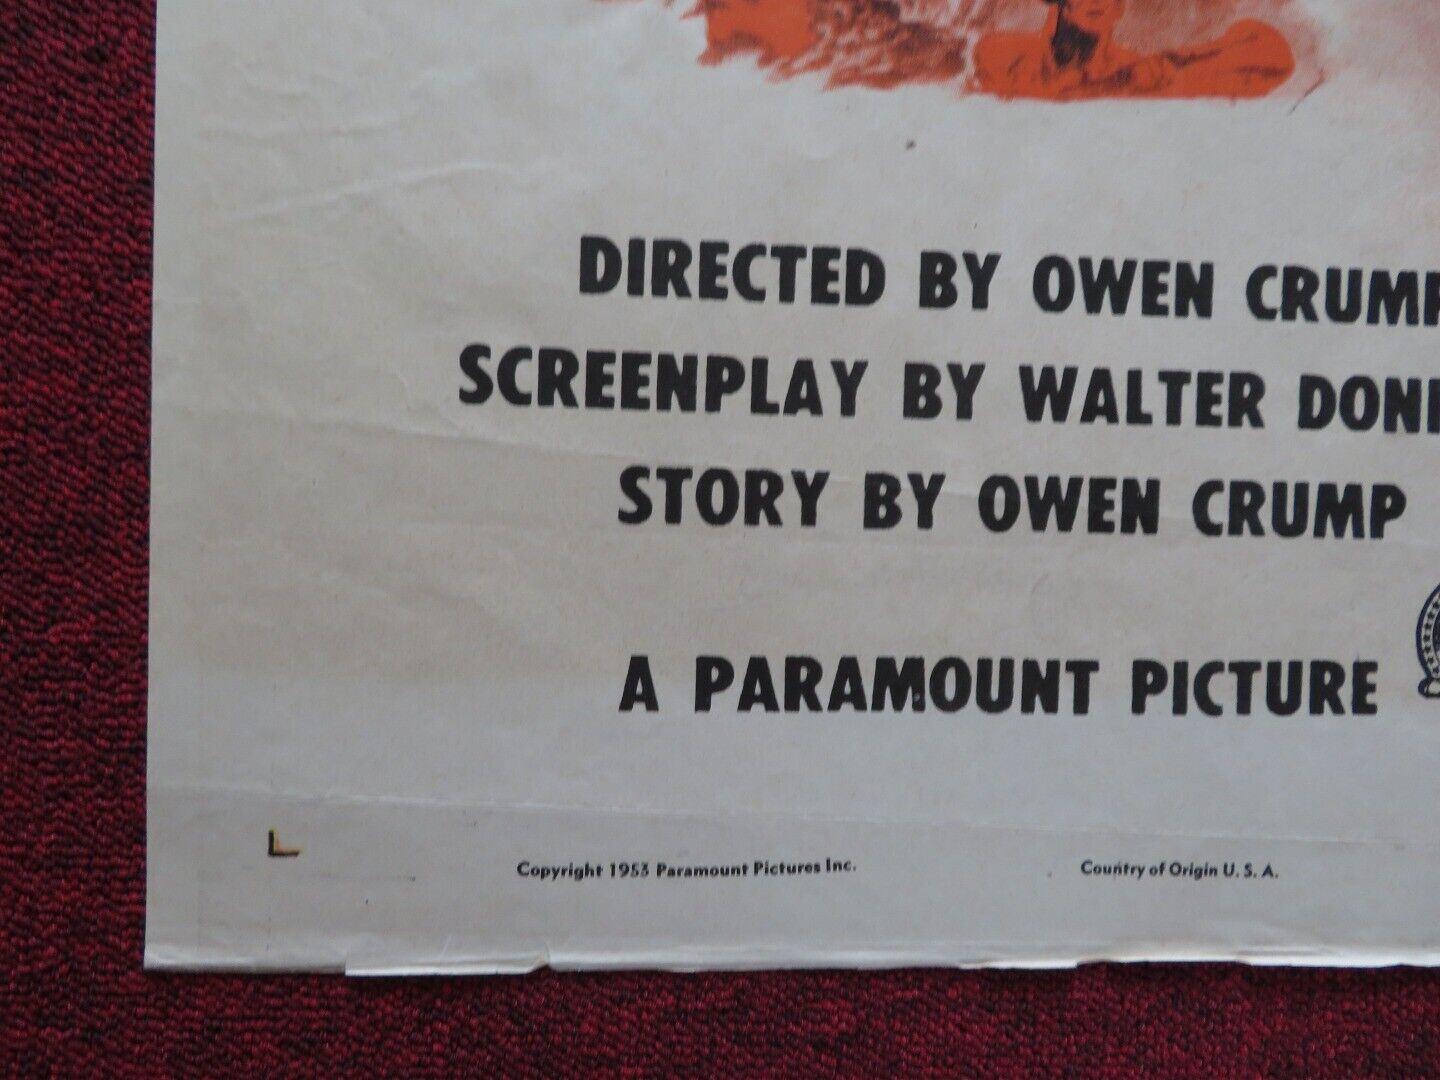 DIRECTED BY OWEN CRUMP
SCREENPLAY BY WALTER
STORY BY OWEN CRUMP
A PARAMOUNT PICTURE
Copyright 1953 Paramount Pictures Inc. Country of Origin U. S. A.